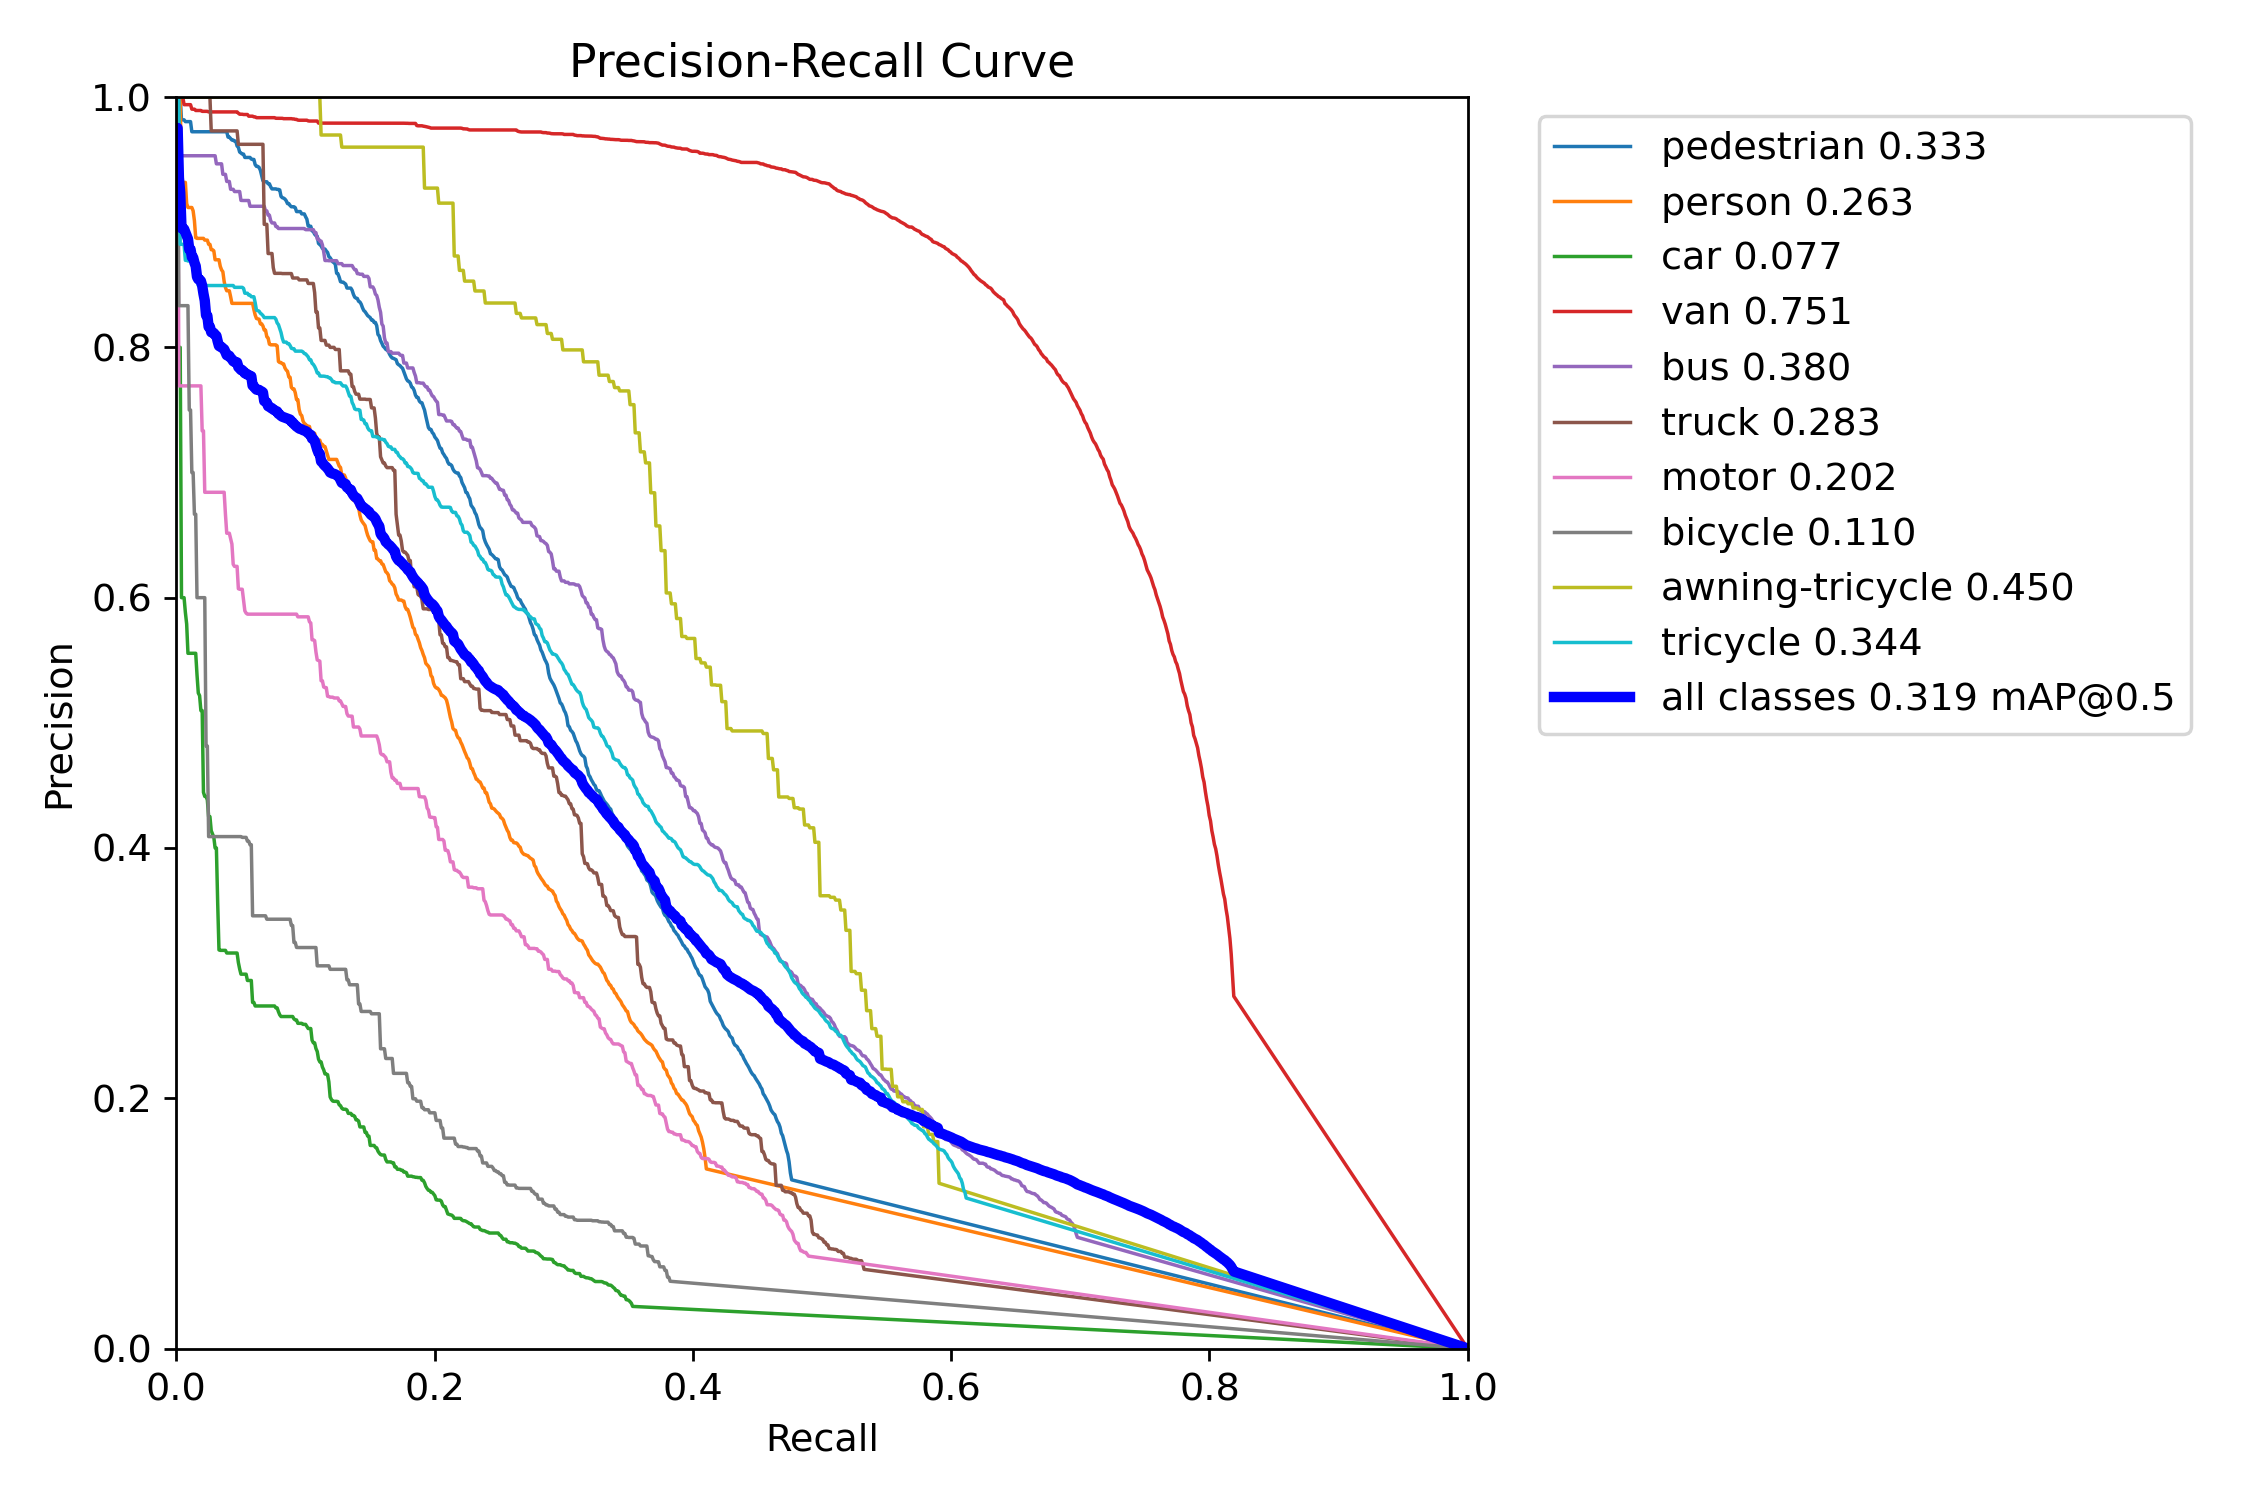 Precision-Recall Curve
Precision
1.0
0.8
0.6
0.4
0.2
0.0
0.0 0.2 0.4 0.6 0.8 1.0
Recall
pedestrian 0.333
person 0.263
car 0.077
van 0.751
bus 0.380
truck 0.283
motor 0.202
bicycle 0.110
awning-tricycle 0.450
tricycle 0.344
all classes 0.319 mAP@0.5